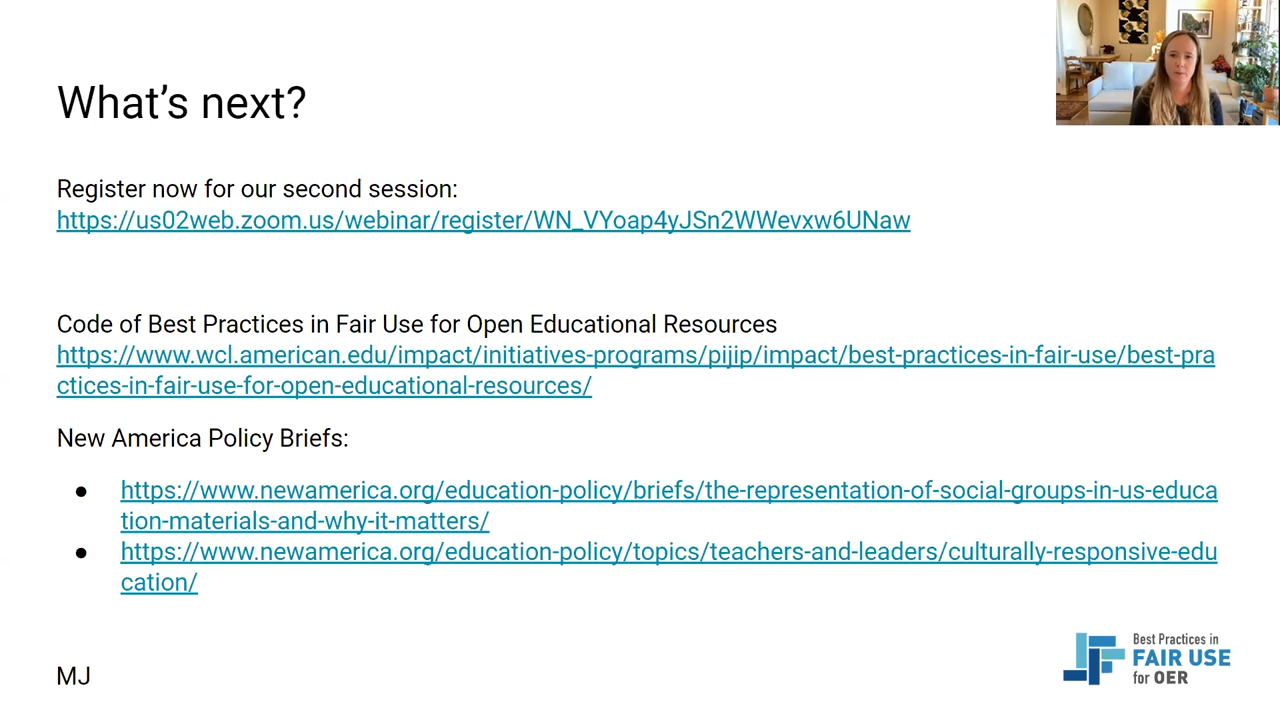 What's next?
Register now for our second session:
https://us02web.zoom.us/webinar/register/WN_VYoap4yJSn2WWevxw6UNaw
Code of Best Practices in Fair Use for Open Educational Resources
https://www.wcl.american.edu/impact/initiatives-programs/pijip/impact/best-practices-in-fair-use/best-pra
ctices-in-fair-use-for-open-educational-resources/
New America Policy Briefs:
● https://www.newamerica.org/education-policy/briefs/the-representation-of-social-groups-in-us-educa
tion-materials-and-why-it-matters/
● https://www.newamerica.org/education-policy/topics/teachers-and-leaders/culturally-responsive-edu
cation/
MJ
Best Practices in
FAIR USE
for OER